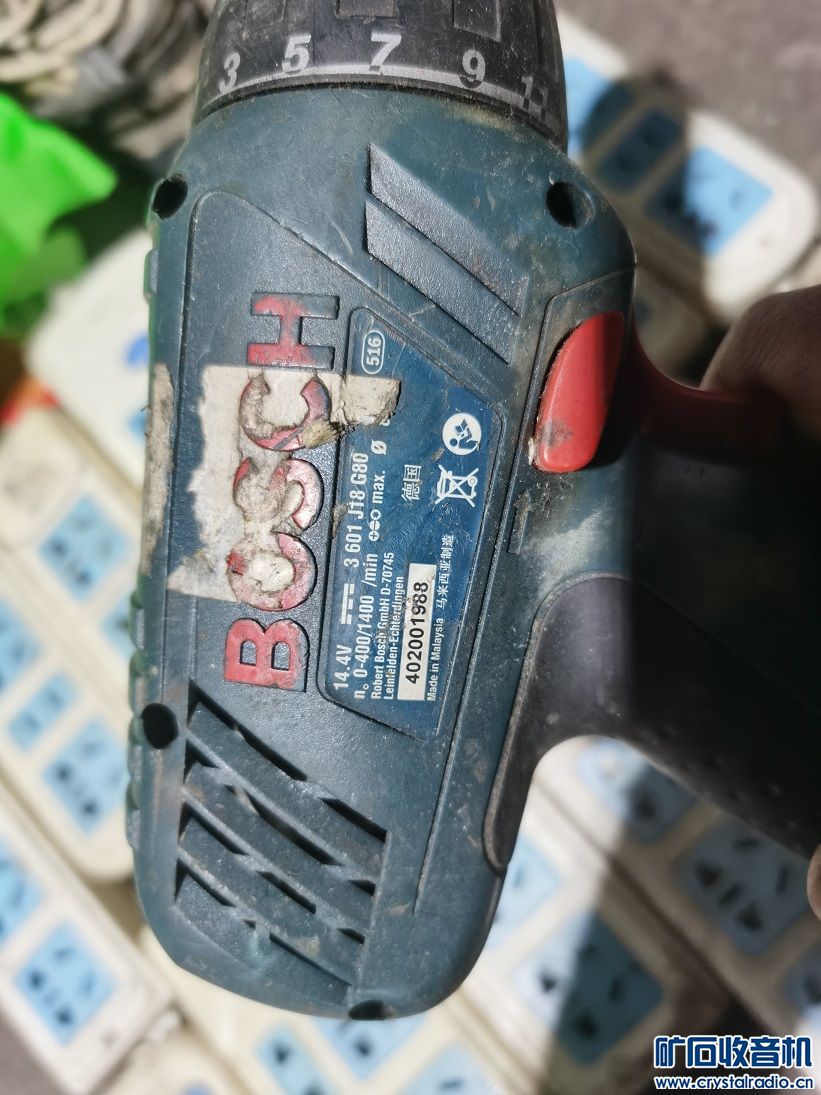 3 5 7 9 11
BOSCH
516
14.4V 3 601 J18 G80
n₀ 0-400/1400 /min max. Ø
Robert Bosch GmbH D-70745
Leinfelden-Echterdingen
德国
402001988
Made in Malaysia 马来西亚制造
矿石收音机
www.crystalradio.cn